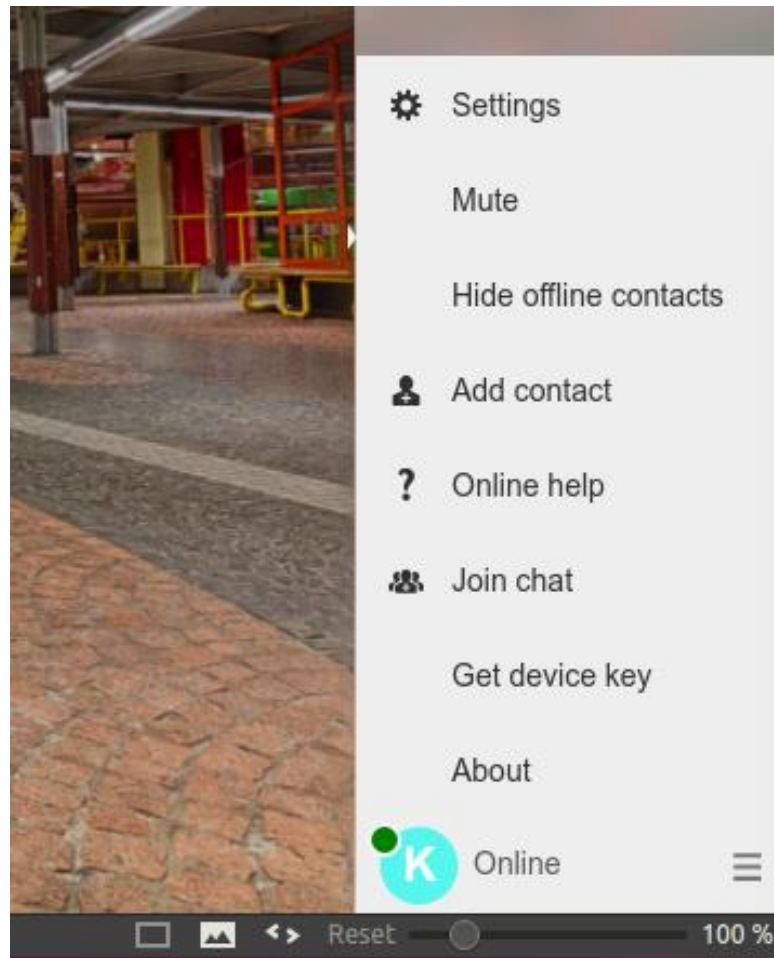 Settings
Mute
Hide offline contacts
Add contact
? Online help
Join chat
Get device key
About
K Online
Reset 100 %